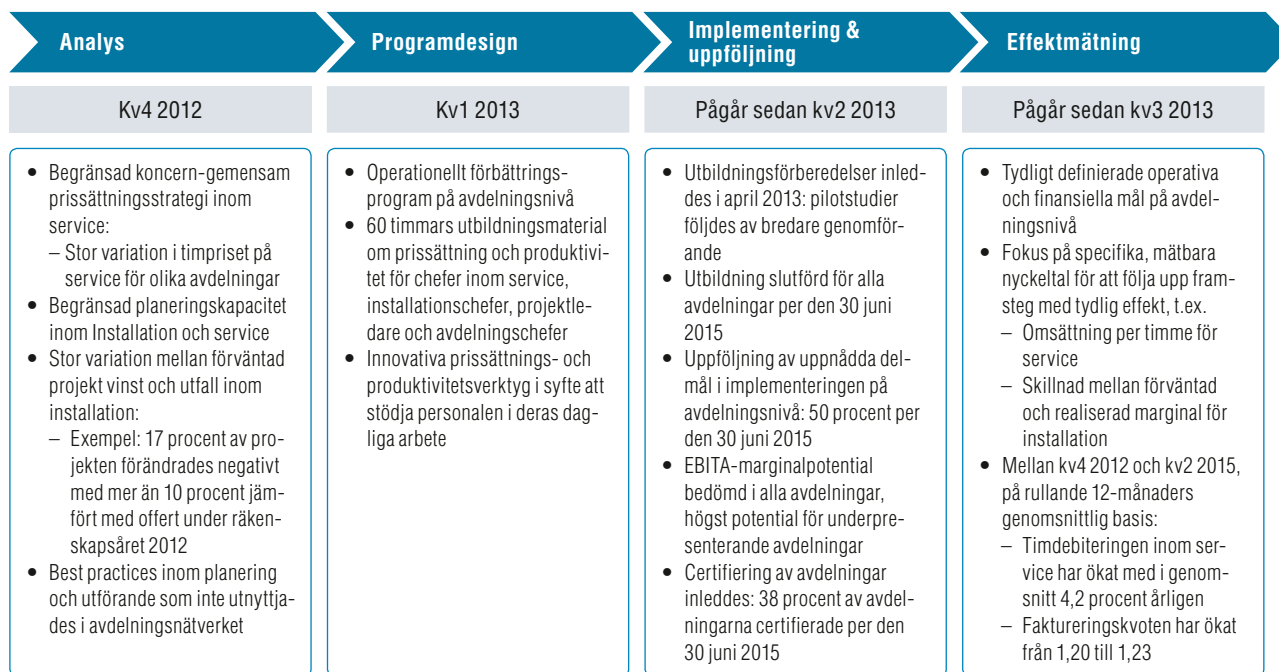 Analys
Programdesign
Implementering &
uppföljning
Effektmätning
Kv4 2012
Kv1 2013
Pågår sedan kv2 2013
Pågår sedan kv3 2013
• Begränsad koncern-gemensam
prissättningsstrategi inom
service:
– Stor variation i timpriset på
service för olika avdelningar
• Begränsad planeringskapacitet
inom Installation och service
• Stor variation mellan förväntad
projekt vinst och utfall inom
installation:
– Exempel: 17 procent av pro-
jekten förändrades negativt
med mer än 10 procent jäm-
fört med offert under räken-
skapsåret 2012
• Best practices inom planering
och utförande som inte utnyttja-
des i avdelningsnätverket
• Operationellt förbättrings-
program på avdelningsnivå
• 60 timmars utbildningsmaterial
om prissättning och produktivi-
tet för chefer inom service,
installationschefer, projektle-
dare och avdelningschefer
• Innovativa prissättnings- och
produktivitetsverktyg i syfte att
stödja personalen i deras dag-
liga arbete
• Utbildningsförberedelser inled-
des i april 2013: pilotstudier
följdes av bredare genomför-
ande
• Utbildning slutförd för alla
avdelningar per den 30 juni
2015
• Uppföljning av uppnådda del-
mål i implementeringen på
avdelningsnivå: 50 procent per
den 30 juni 2015
• EBITA-marginalpotential
bedömd i alla avdelningar,
högst potential för underpre-
senterande avdelningar
• Certifiering av avdelningar
inleddes: 38 procent av avdel-
ningarna certifierade per den
30 juni 2015
• Tydligt definierade operativa
och finansiella mål på avdel-
ningsnivå
• Fokus på specifika, mätbara
nyckeltal för att följa upp fram-
steg med tydlig effekt, t.ex.
– Omsättning per timme för
service
– Skillnad mellan förväntad
och realiserad marginal för
installation
• Mellan kv4 2012 och kv2 2015,
på rullande 12-månaders
genomsnittlig basis:
– Timdebiteringen inom ser-
vice har ökat med i genom-
snitt 4,2 procent årligen
– Faktureringskvoten har ökat
från 1,20 till 1,23